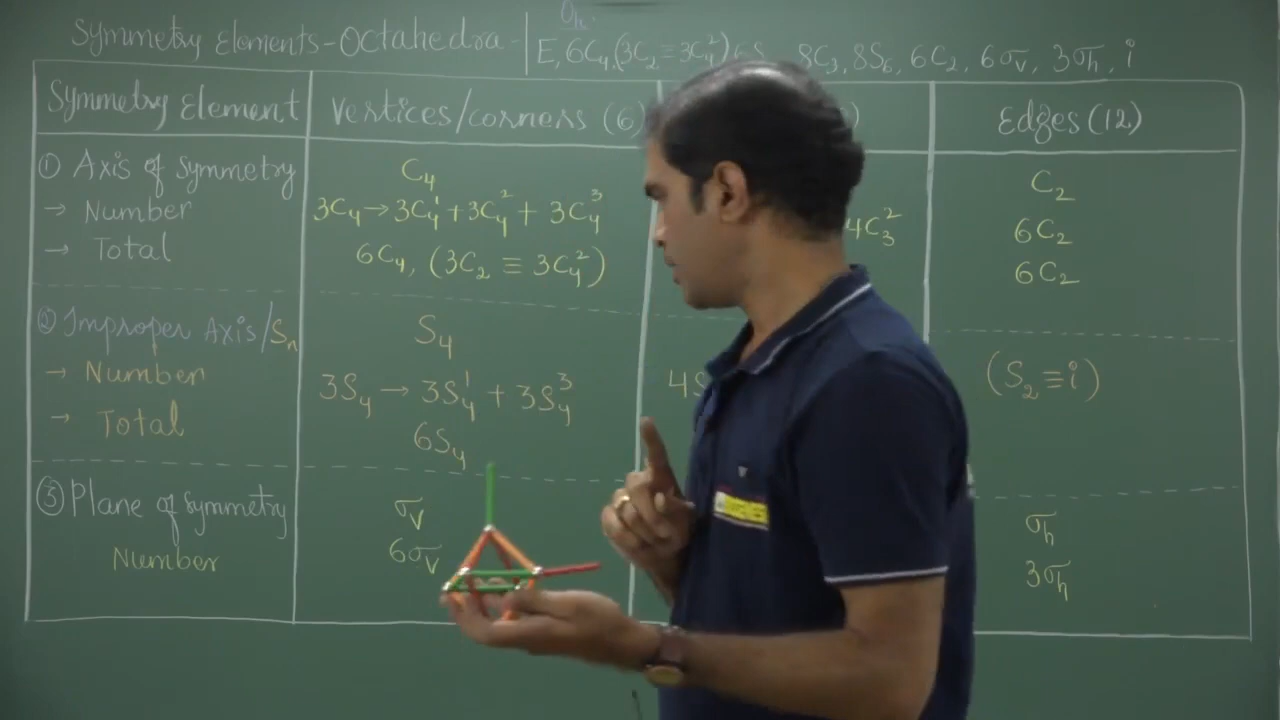 Oh.
Symmetry Elements-Octahedra-
E, 6C₄, (3C₂ ≡ 3C₄²) 6S 8C₃, 8S₆, 6C₂, 6σᵥ, 3σₕ, i
Symmetry Element
Vertices/corners (6)
)
Edges (12)
① Axis of Symmetry
C₄
C₂
→ Number
3C₄ → 3C₄¹ + 3C₄² + 3C₄³
4C₃²
6C₂
→ Total
6C₄, (3C₂ ≡ 3C₄²)
6C₂
② Improper Axis/Sₙ
S₄
→ Number
3S₄ → 3S₄¹ + 3S₄³
4S
(S₂ ≡ i)
→ Total
6S₄
③ Plane of Symmetry
σᵥ
σₕ
Number
6σᵥ
3σₕ